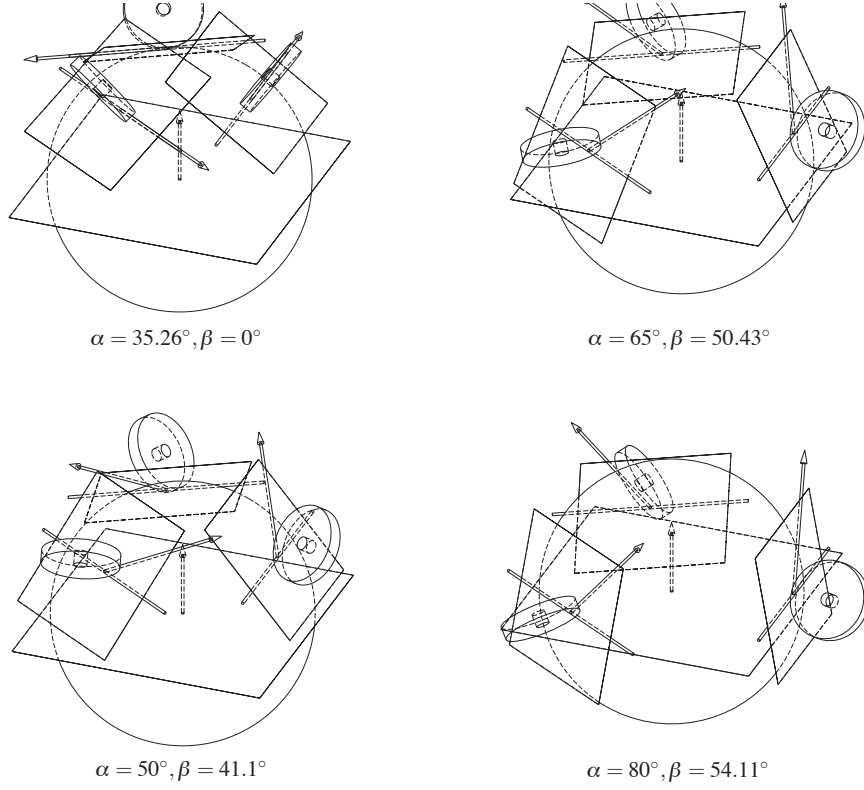 α = 35.26°, β = 0°
α = 65°, β = 50.43°
α = 50°, β = 41.1°
α = 80°, β = 54.11°